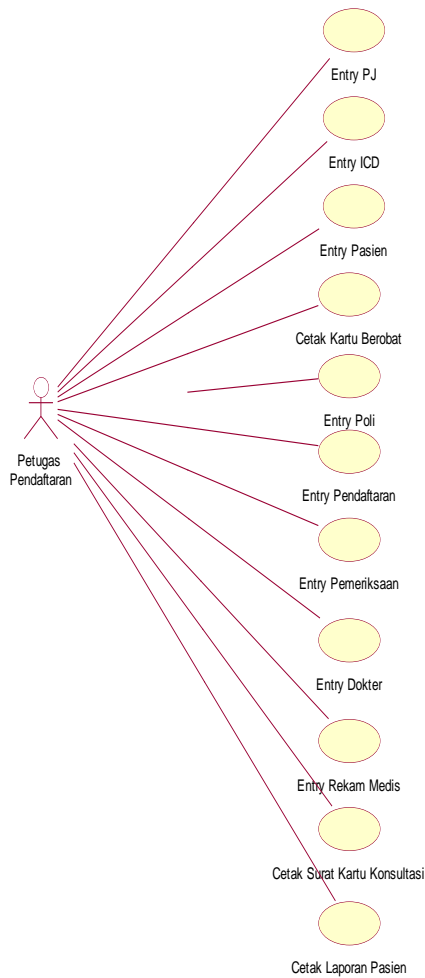 Entry PJ
Entry ICD
Entry Pasien
Cetak Kartu Berobat
Entry Poli
Petugas
Pendaftaran
Entry Pendaftaran
Entry Pemeriksaan
Entry Dokter
Entry Rekam Medis
Cetak Surat Kartu Konsultasi
Cetak Laporan Pasien